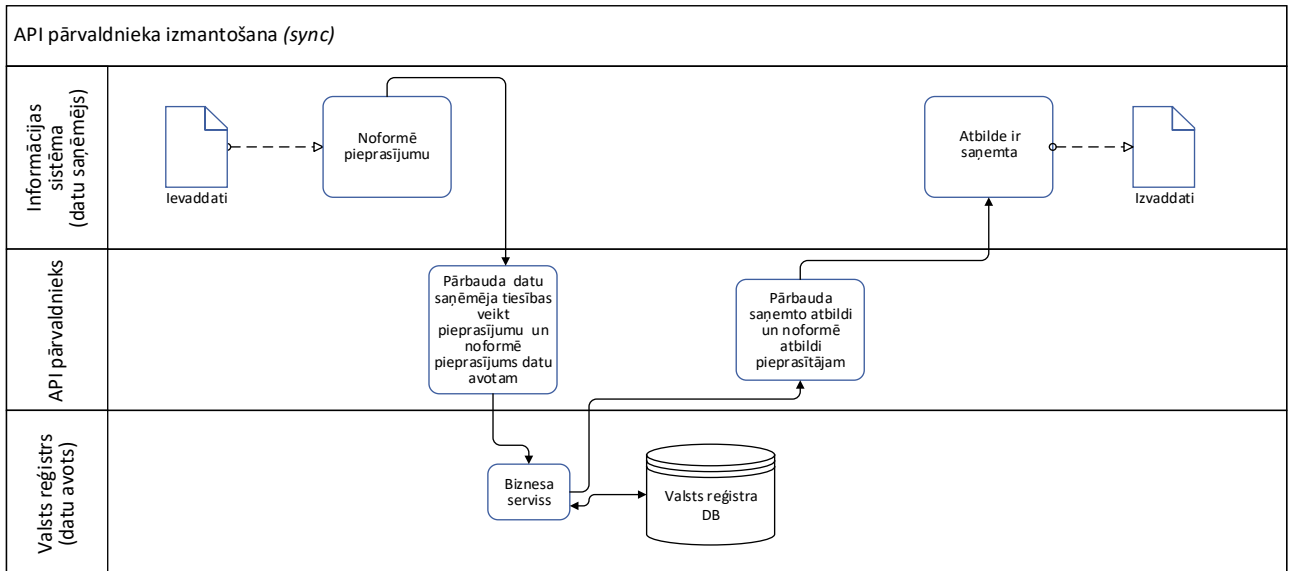 API pārvaldnieka izmantošana (sync)
Informācijas
sistēma
(datu saņēmējs)
Ievaddati
Noformē
pieprasījumu
Atbilde ir
saņemta
Izvaddati
API pārvaldnieks
Pārbauda datu
saņēmēja tiesības
veikt
pieprasījumu un
noformē
pieprasījums datu
avotam
Pārbauda
saņemto atbildi
un noformē
atbildi
pieprasītājam
Valsts reģistrs
(datu avots)
Biznesa
serviss
Valsts reģistra
DB